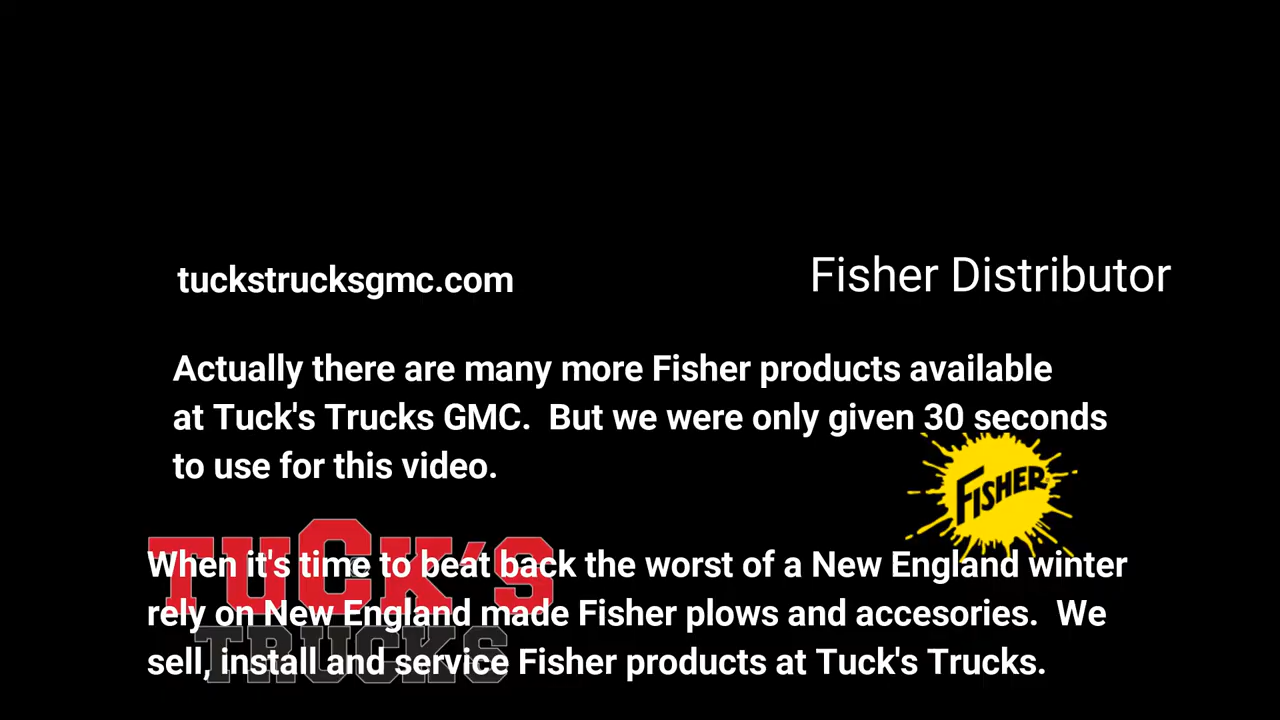 tuckstrucksgmc.com
Fisher Distributor
Actually there are many more Fisher products available
at Tuck's Trucks GMC.  But we were only given 30 seconds
to use for this video.
FISHER
TUCK'S
TRUCKS
When it's time to beat back the worst of a New England winter
rely on New England made Fisher plows and accesories.  We
sell, install and service Fisher products at Tuck's Trucks.